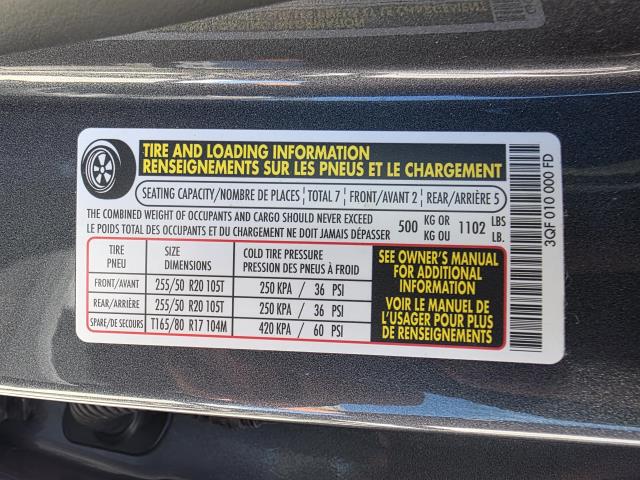 TIRE AND LOADING INFORMATION
RENSEIGNEMENTS SUR LES PNEUS ET LE CHARGEMENT
SEATING CAPACITY/NOMBRE DE PLACES TOTAL 7 FRONT/AVANT 2 REAR/ARRIÈRE 5
THE COMBINED WEIGHT OF OCCUPANTS AND CARGO SHOULD NEVER EXCEED
LE POIDS TOTAL DES OCCUPANTS ET DU CHARGEMENT NE DOIT JAMAIS DÉPASSER
500 KG OR 1102 LBS
KG OU LB.
TIRE SIZE COLD TIRE PRESSURE
PNEU DIMENSIONS PRESSION DES PNEUS À FROID
FRONT/AVANT 255/50 R20 105T 250 KPA / 36 PSI
REAR/ARRIÈRE 255/50 R20 105T 250 KPA / 36 PSI
SPARE/DE SECOURS T165/80 R17 104M 420 KPA / 60 PSI
SEE OWNER'S MANUAL
FOR ADDITIONAL
INFORMATION
VOIR LE MANUEL DE
L'USAGER POUR PLUS
DE RENSEIGNEMENTS
3QF 010 000 FD